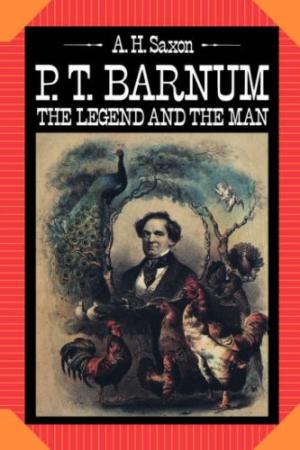 A. H. Saxon
P. T. BARNUM
THE LEGEND AND THE MAN